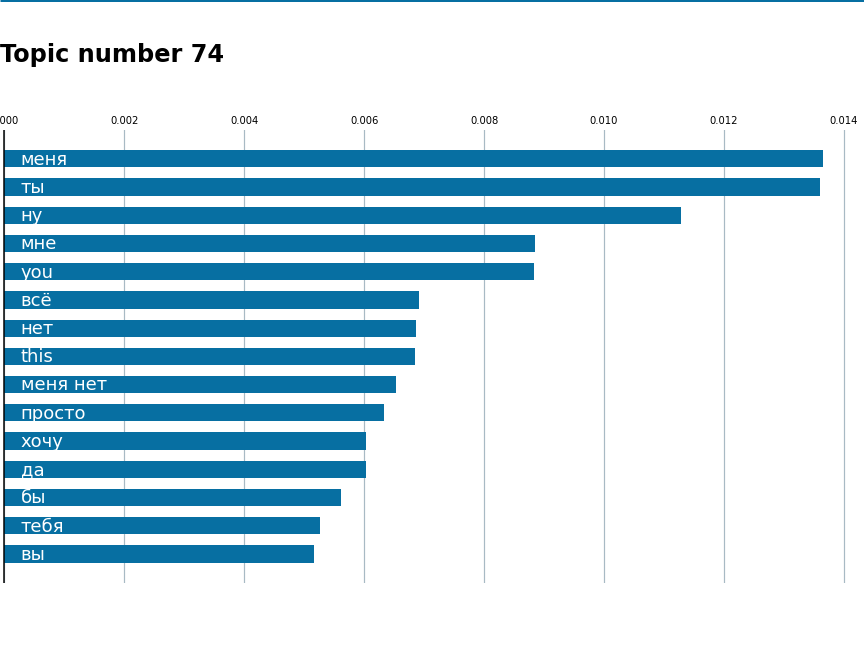 Topic number 74
000 0.002 0.004 0.006 0.008 0.010 0.012 0.014
меня
ты
ну
мне
you
всё
нет
this
меня нет
просто
хочу
да
бы
тебя
вы